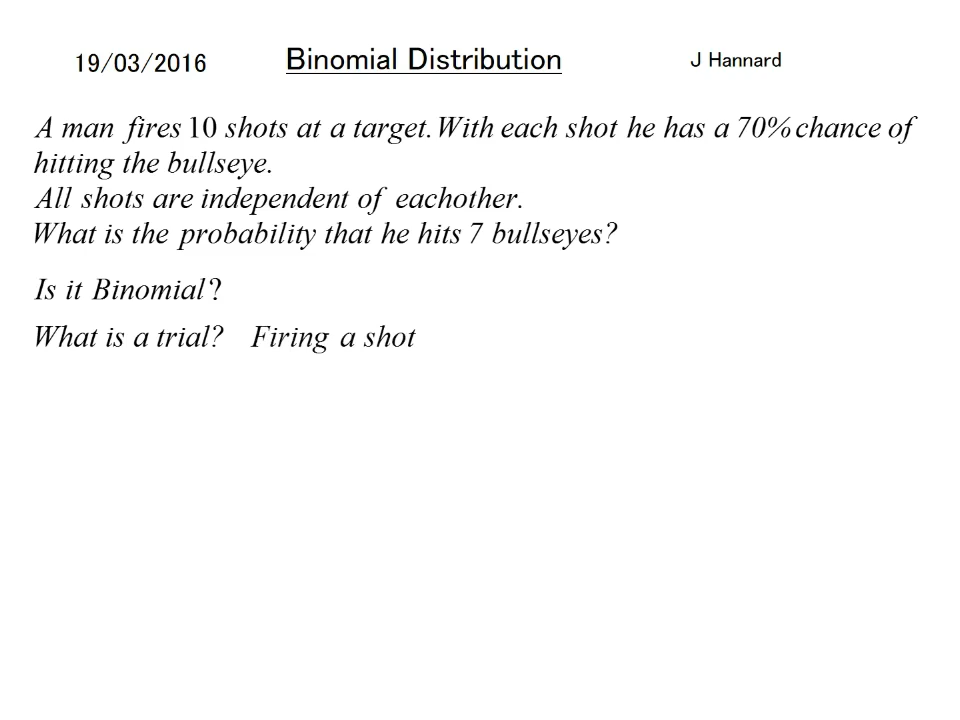 19/03/2016 Binomial Distribution J Hannard
A man fires 10 shots at a target. With each shot he has a 70% chance of
hitting the bullseye.
All shots are independent of eachother.
What is the probability that he hits 7 bullseyes?
Is it Binomial?
What is a trial? Firing a shot